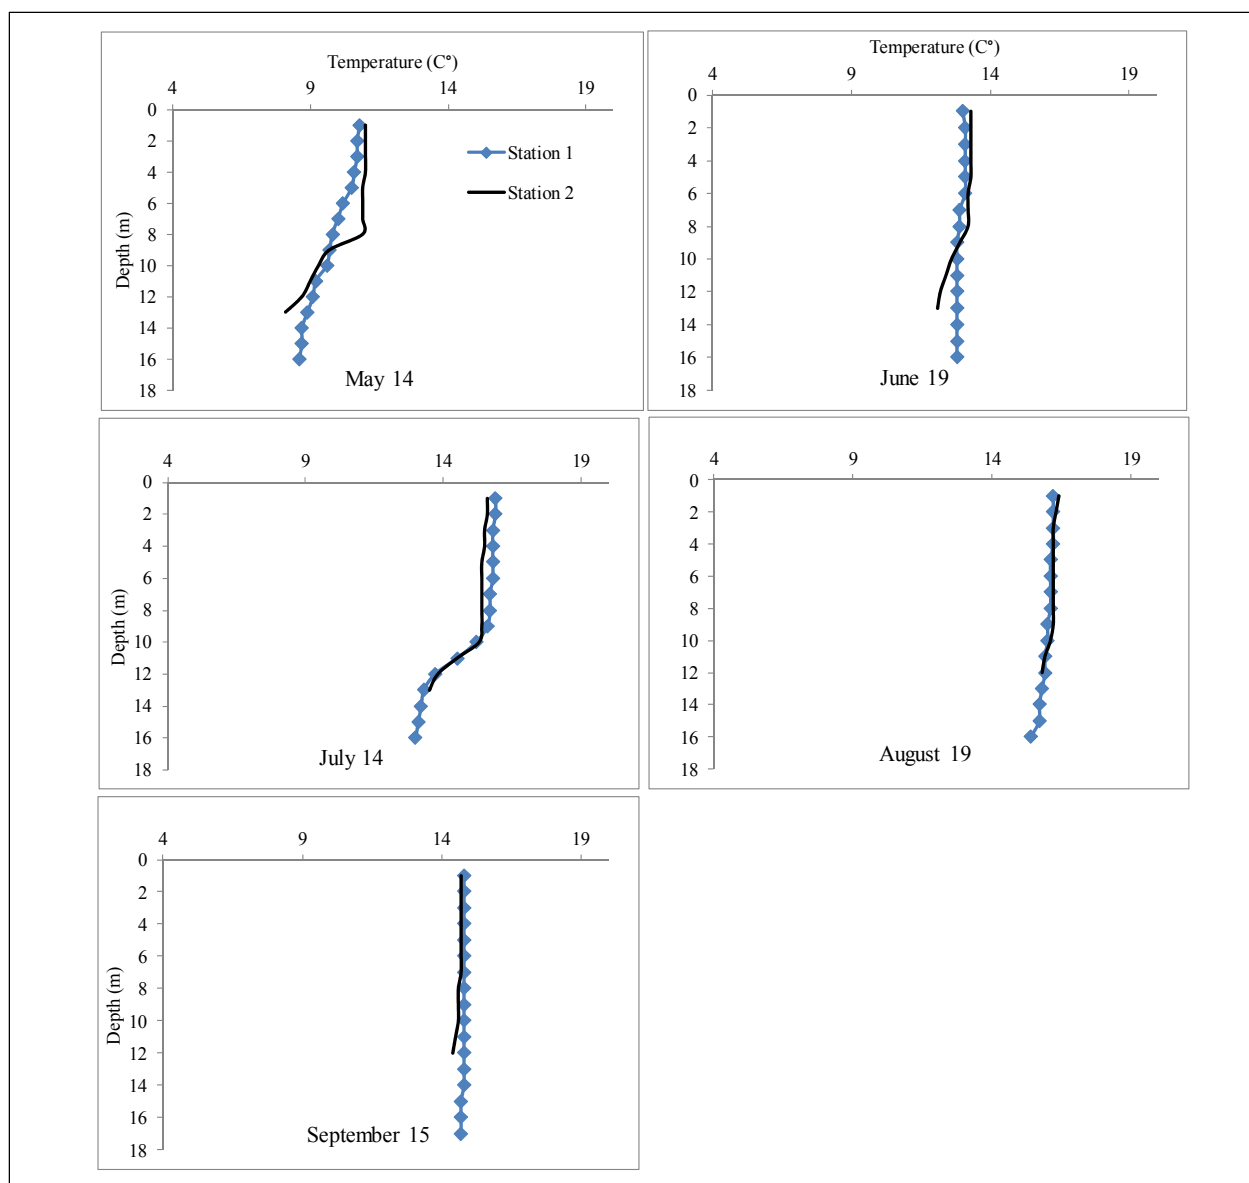 Temperature (C°)
4 9 14 19
0
2
4
6
8
10
12
14
16
18
Depth (m)
Station 1
Station 2
May 14
Temperature (C°)
4 9 14 19
0
2
4
6
8
10
12
14
16
18
June 19
4 9 14 19
0
2
4
6
8
10
12
14
16
18
Depth (m)
July 14
4 9 14 19
0
2
4
6
8
10
12
14
16
18
August 19
4 9 14 19
0
2
4
6
8
10
12
14
16
18
Depth (m)
September 15